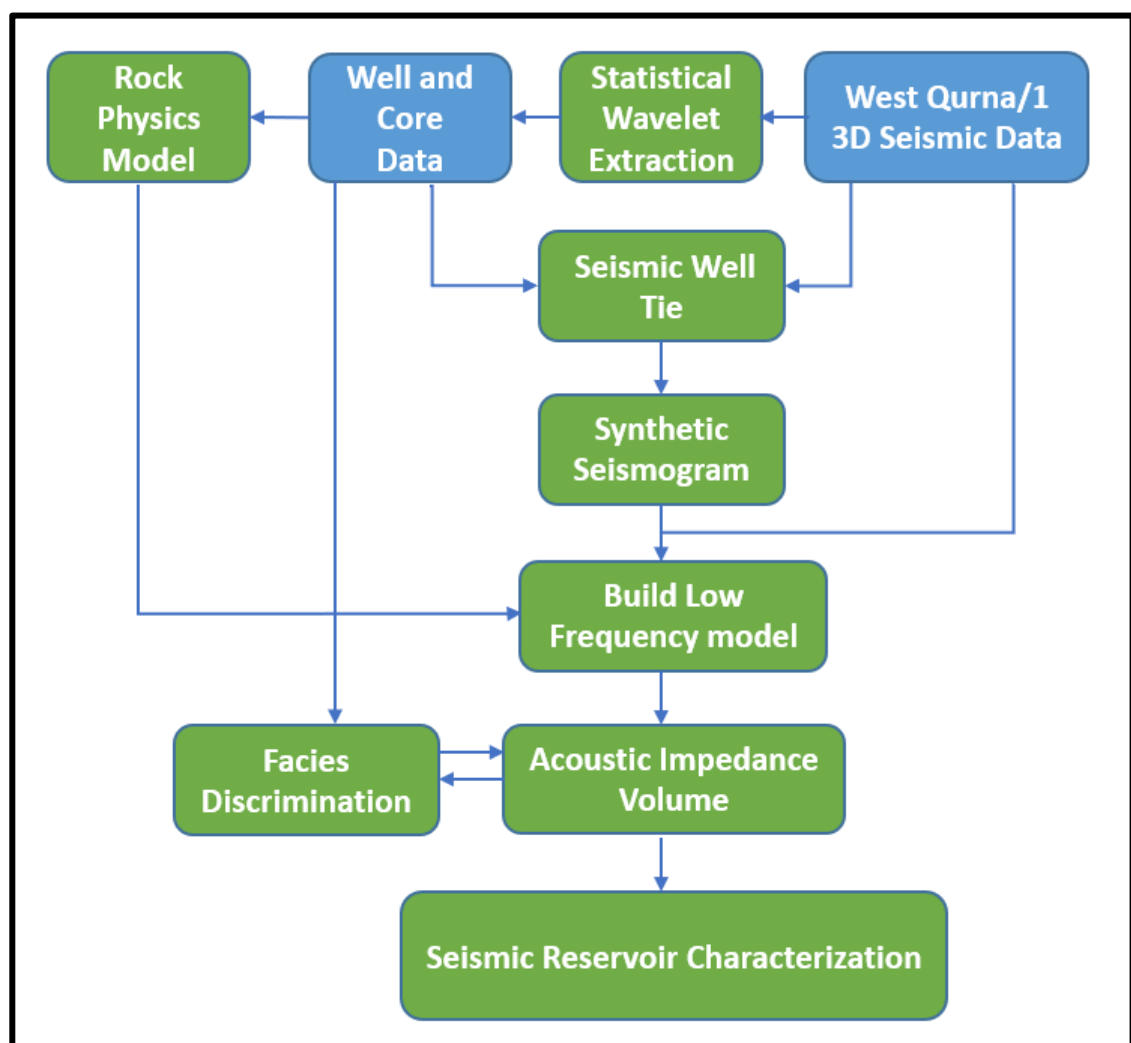 Rock
Physics
Model
Well and
Core
Data
Statistical
Wavelet
Extraction
West Qurna/1
3D Seismic Data
Seismic Well
Tie
Synthetic
Seismogram
Build Low
Frequency model
Facies
Discrimination
Acoustic Impedance
Volume
Seismic Reservoir Characterization